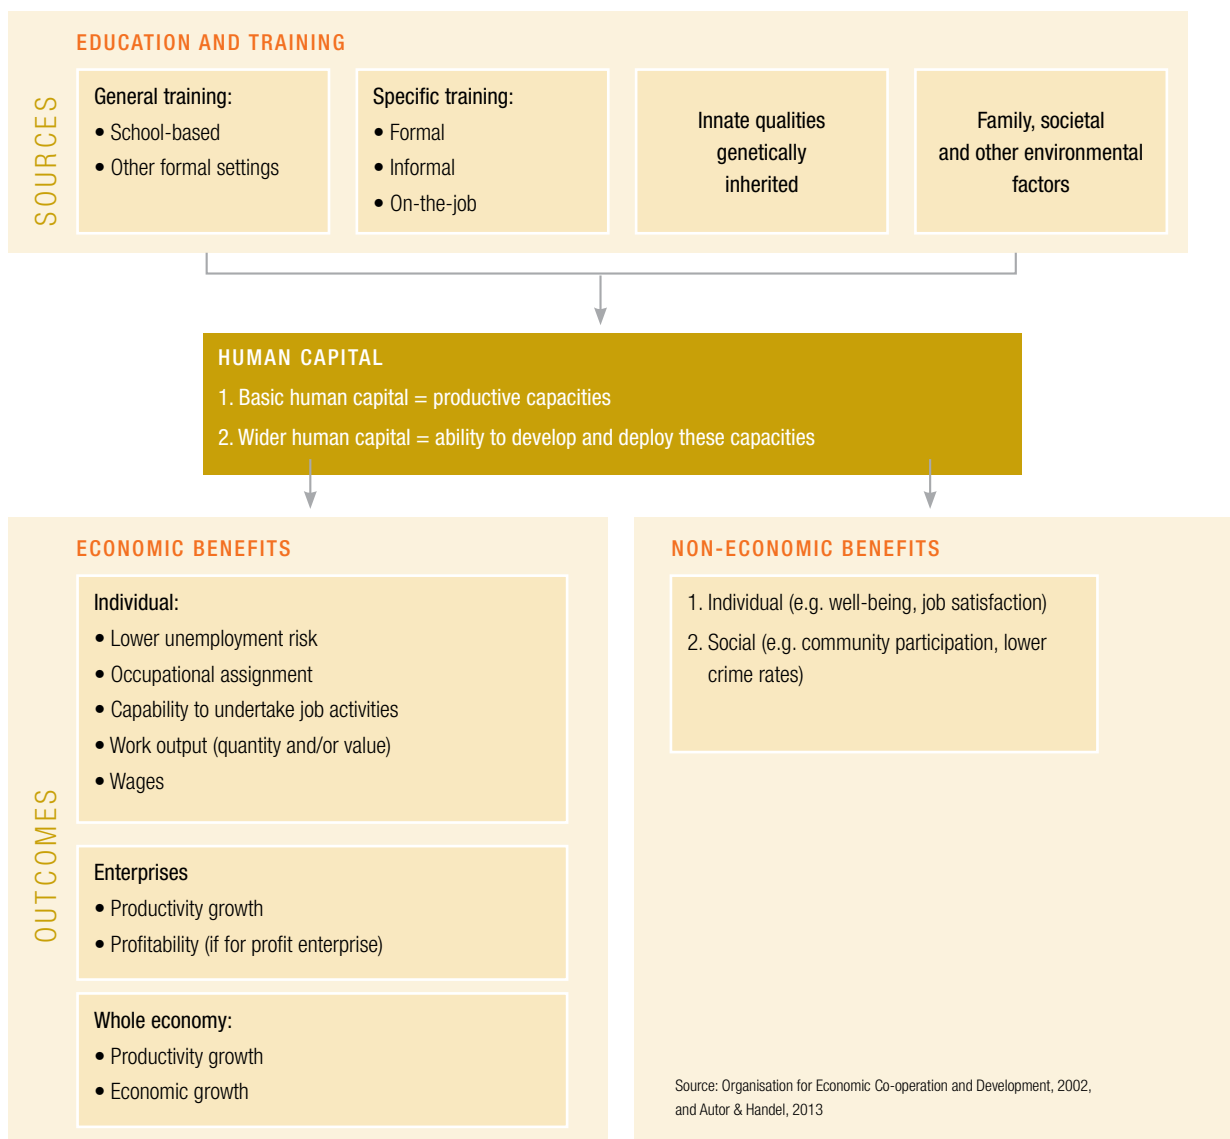 EDUCATION AND TRAINING
SOURCES
General training:
• School-based
• Other formal settings
Specific training:
• Formal
• Informal
• On-the-job
Innate qualities
genetically
inherited
Family, societal
and other environmental
factors
HUMAN CAPITAL
1. Basic human capital = productive capacities
2. Wider human capital = ability to develop and deploy these capacities
OUTCOMES
ECONOMIC BENEFITS
Individual:
• Lower unemployment risk
• Occupational assignment
• Capability to undertake job activities
• Work output (quantity and/or value)
• Wages
Enterprises
• Productivity growth
• Profitability (if for profit enterprise)
Whole economy:
• Productivity growth
• Economic growth
NON-ECONOMIC BENEFITS
1. Individual (e.g. well-being, job satisfaction)
2. Social (e.g. community participation, lower
crime rates)
Source: Organisation for Economic Co-operation and Development, 2002,
and Autor & Handel, 2013